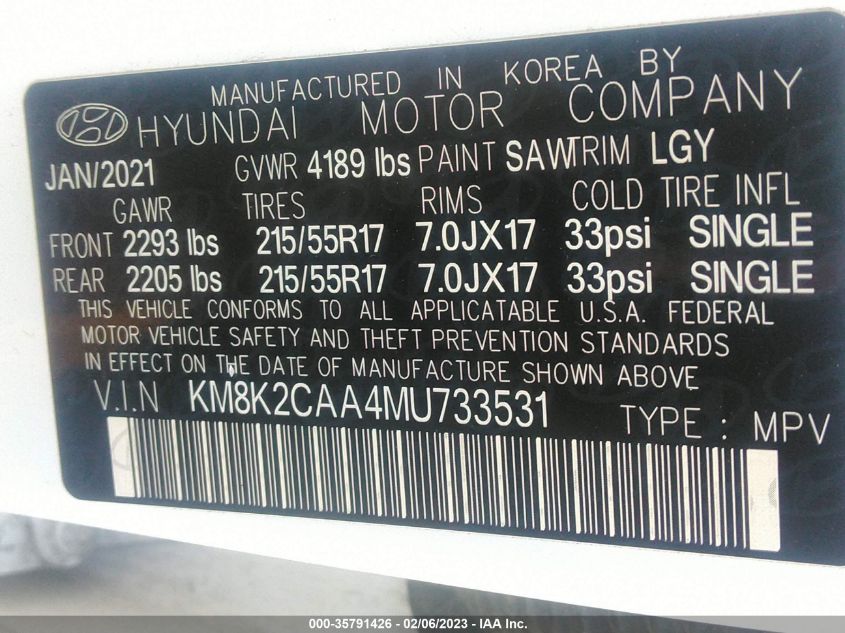 MANUFACTURED IN KOREA BY
HYUNDAI MOTOR COMPANY
JAN/2021 GVWR 4189 lbs PAINT SAW TRIM LGY
GAWR TIRES RIMS COLD TIRE INFL
FRONT 2293 lbs 215/55R17 7.0JX17 33psi SINGLE
REAR 2205 lbs 215/55R17 7.0JX17 33psi SINGLE
THIS VEHICLE CONFORMS TO ALL APPLICATABLE U.S.A. FEDERAL
MOTOR VEHICLE SAFETY AND THEFT PREVENTION STANDARDS
IN EFFECT ON THE DATE OF MANUFACTURE SHOWN ABOVE
V.I.N KM8K2CAA4MU733531 TYPE : MPV
000-35791426 - 02/06/2023 - IAA Inc.